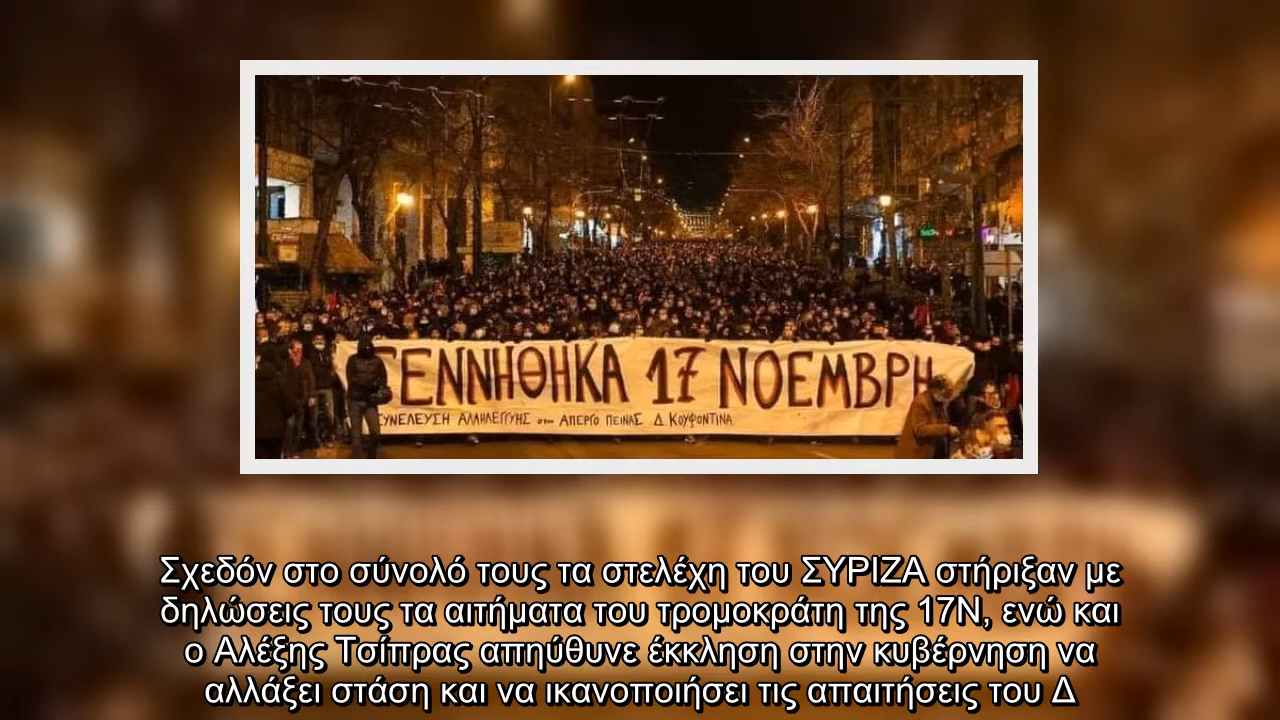 ΓΕΝΝΗΘΗΚΑ 17 ΝΟΕΜΒΡΗ
ΣΥΝΕΛΕΥΣΗ ΑΛΛΗΛΕΓΓΥΗΣ στον ΑΠΕΡΓΟ ΠΕΙΝΑΣ Δ. ΚΟΥΦΟΝΤΙΝΑ
Σχεδόν στο σύνολό τους τα στελέχη του ΣΥΡΙΖΑ στήριξαν με
δηλώσεις τους τα αιτήματα του τρομοκράτη της 17Ν, ενώ και
ο Αλέξης Τσίπρας απηύθυνε έκκληση στην κυβέρνηση να
αλλάξει στάση και να ικανοποιήσει τις απαιτήσεις του Δ